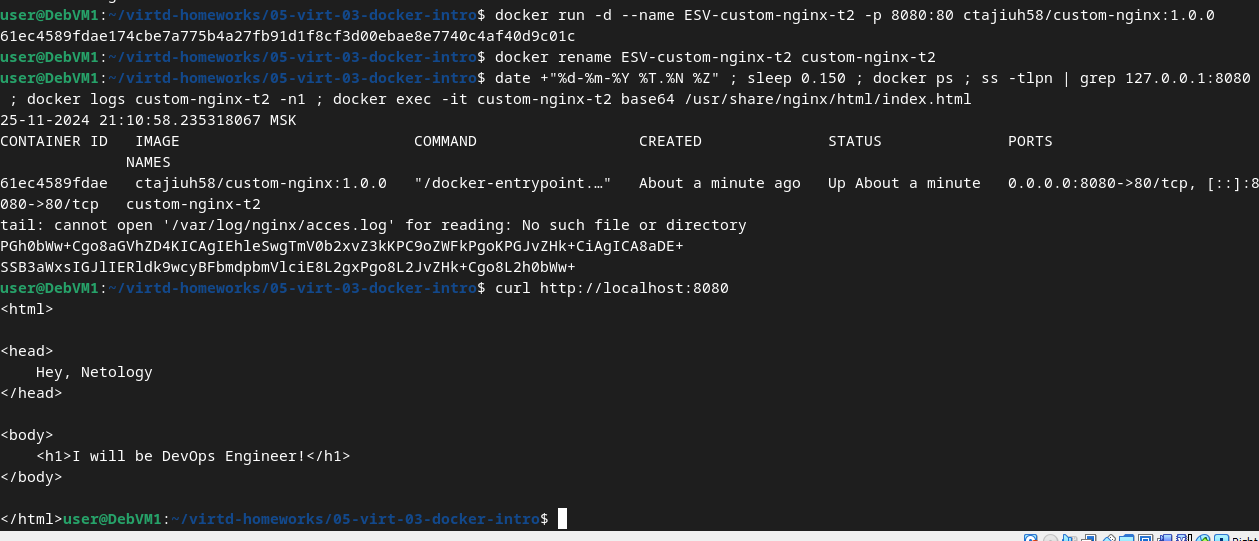 user@DebVM1:~/virtd-homeworks/05-virt-03-docker-intro$ docker run -d --name ESV-custom-nginx-t2 -p 8080:80 ctajiuh58/custom-nginx:1.0.0
61ec4589fdae174cbe7a775b4a27fb91d1f8cf3d00ebae8e7740c4af40d9c01c
user@DebVM1:~/virtd-homeworks/05-virt-03-docker-intro$ docker rename ESV-custom-nginx-t2 custom-nginx-t2
user@DebVM1:~/virtd-homeworks/05-virt-03-docker-intro$ date +"%d-%m-%Y %T.%N %Z" ; sleep 0.150 ; docker ps ; ss -tlpn | grep 127.0.0.1:8080
 ; docker logs custom-nginx-t2 -n1 ; docker exec -it custom-nginx-t2 base64 /usr/share/nginx/html/index.html
25-11-2024 21:10:58.235318067 MSK
CONTAINER ID   IMAGE                          COMMAND                  CREATED              STATUS              PORTS
              NAMES
61ec4589fdae   ctajiuh58/custom-nginx:1.0.0   "/docker-entrypoint.…"   About a minute ago   Up About a minute   0.0.0.0:8080->80/tcp, [::]:8
080->80/tcp   custom-nginx-t2
tail: cannot open '/var/log/nginx/acces.log' for reading: No such file or directory
PGh0bWw+Cgo8aGVhZD4KICAgIEhleSwgTmV0b2xvZ3kKPC9oZWFkPgoKPGJvZHk+CiAgICA8aDE+
SSB3aWxsIGJlIERldk9wcyBFbmdpbmVlciE8L2gxPgo8L2JvZHk+Cgo8L2h0bWw+
user@DebVM1:~/virtd-homeworks/05-virt-03-docker-intro$ curl http://localhost:8080
<html>

<head>
    Hey, Netology
</head>

<body>
    <h1>I will be DevOps Engineer!</h1>
</body>

</html>user@DebVM1:~/virtd-homeworks/05-virt-03-docker-intro$